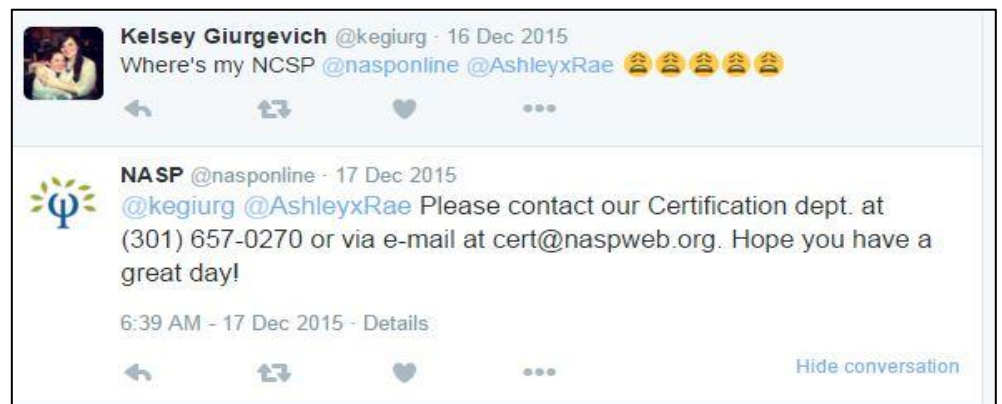 Kelsey Giurgevich @kegiurg · 16 Dec 2015
Where's my NCSP @nasponline @AshleyxRae 😩😩😩😩😩
NASP @nasponline · 17 Dec 2015
@kegiurg @AshleyxRae Please contact our Certification dept. at
(301) 657-0270 or via e-mail at cert@naspweb.org. Hope you have a
great day!
6:39 AM - 17 Dec 2015 · Details
Hide conversation